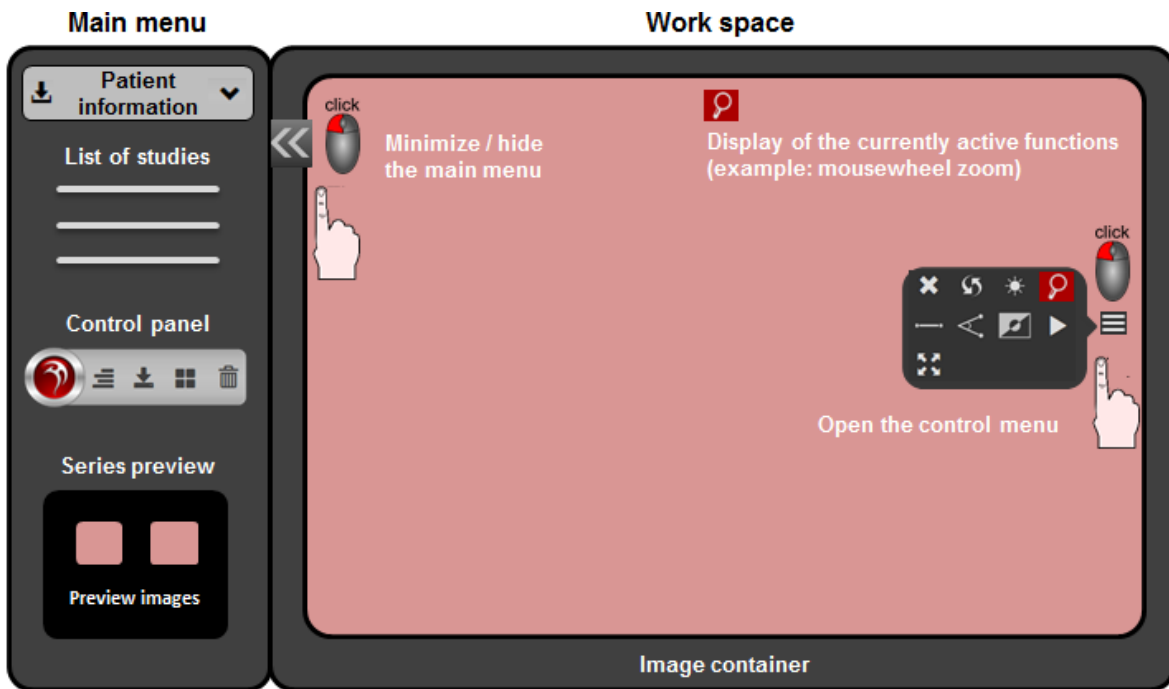 Main menu
Work space
Patient
information
List of studies
Control panel
Series preview
Preview images
click
Minimize / hide
the main menu
Display of the currently active functions
(example: mousewheel zoom)
click
Open the control menu
Image container